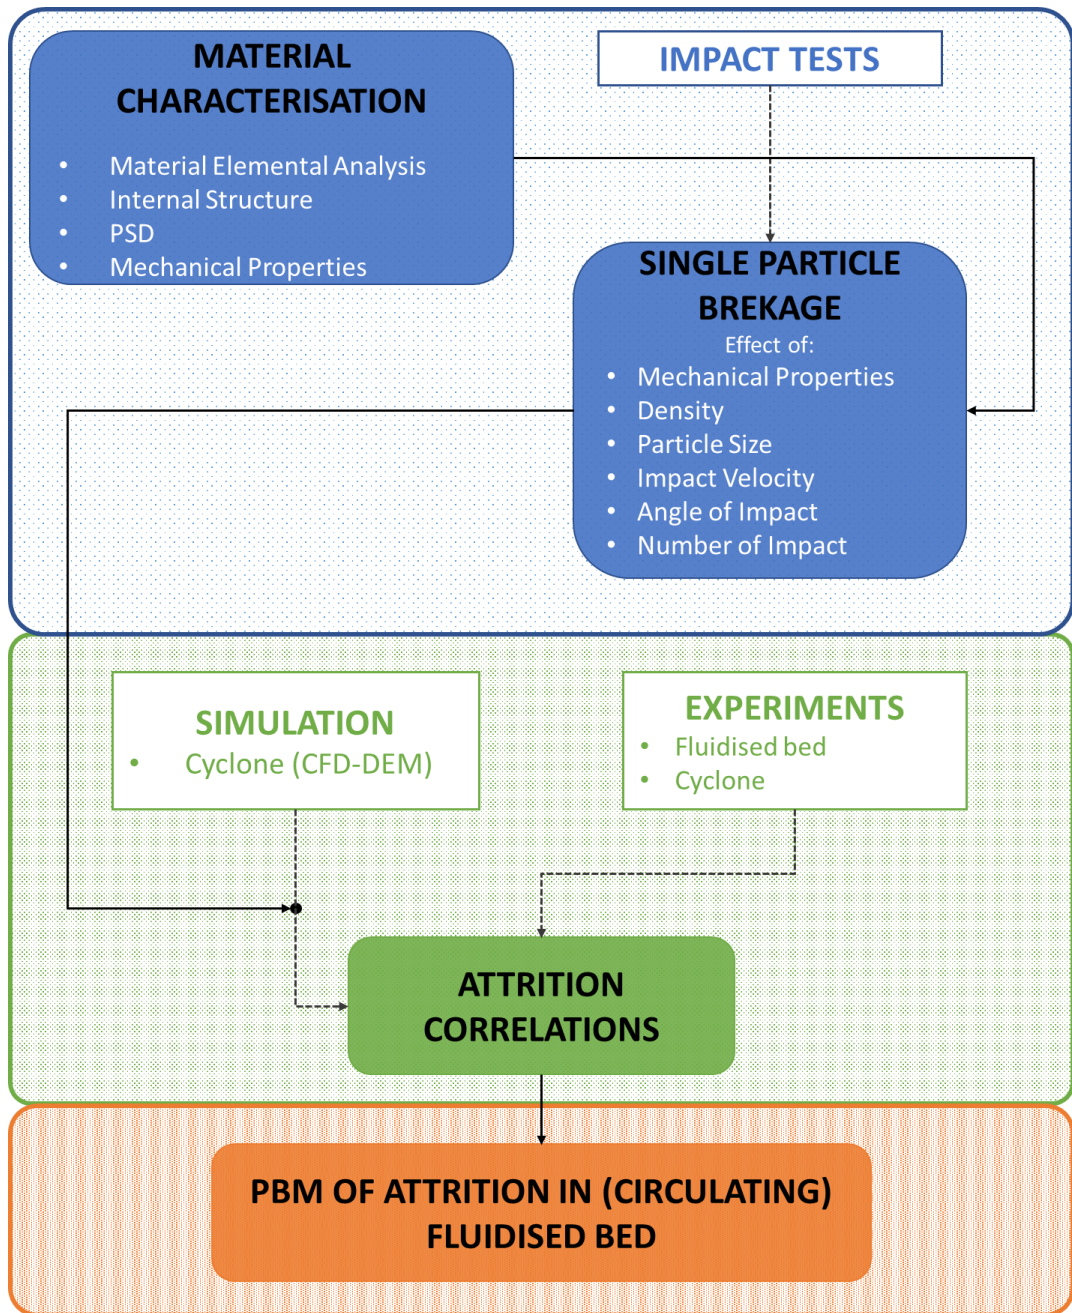 MATERIAL
CHARACTERISATION
• Material Elemental Analysis
• Internal Structure
• PSD
• Mechanical Properties
IMPACT TESTS
SINGLE PARTICLE
BREKAGE
Effect of:
• Mechanical Properties
• Density
• Particle Size
• Impact Velocity
• Angle of Impact
• Number of Impact
SIMULATION
• Cyclone (CFD-DEM)
EXPERIMENTS
• Fluidised bed
• Cyclone
ATTRITION
CORRELATIONS
PBM OF ATTRITION IN (CIRCULATING)
FLUIDISED BED